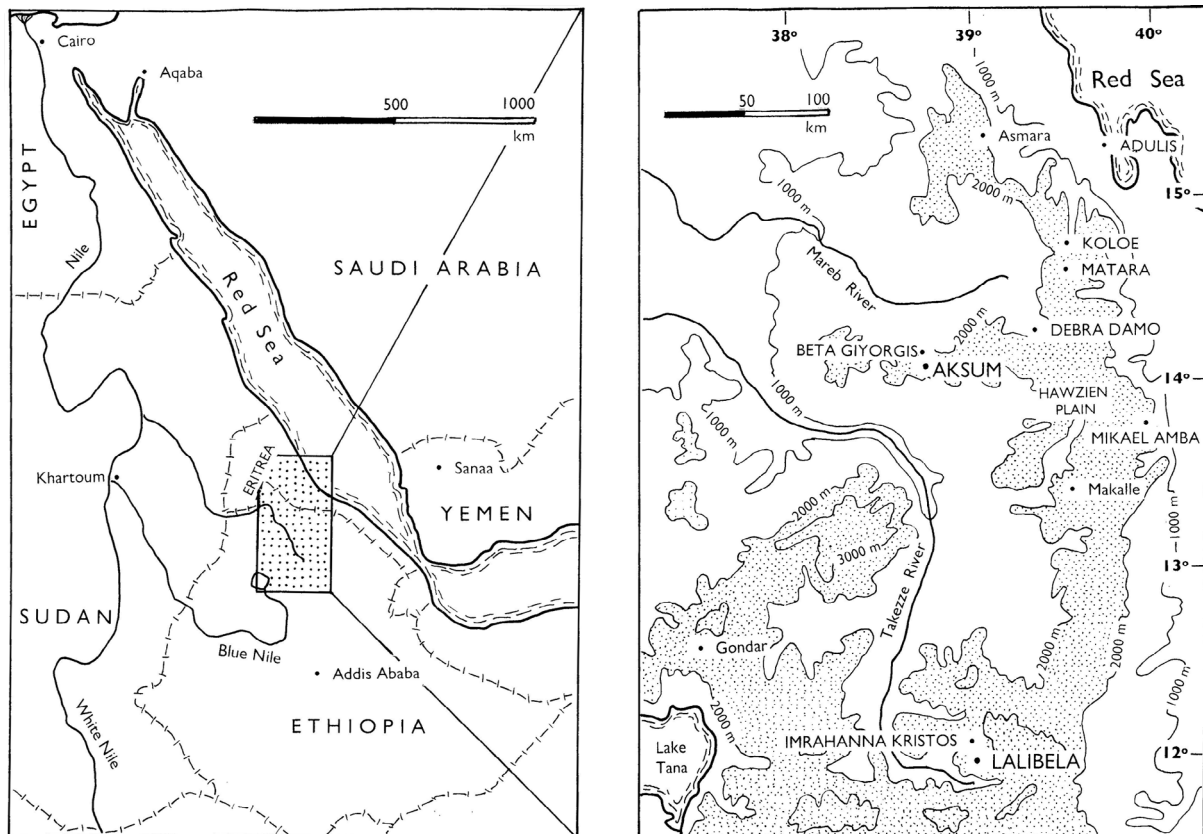 Cairo
Aqaba
500
1000
km
EGYPT
Nile
Red Sea
SAUDI ARABIA
Khartoum
ERITREA
Sanaa
YEMEN
SUDAN
Blue Nile
Addis Ababa
ETHIOPIA
White Nile
38°
39°
40°
1000 m
Red Sea
50
100
km
Asmara
ADULIS
1000 m
2000 m
15°
KOLOE
MATARA
Mareb River
2000 m
DEBRA DAMO
BETA GIYORGIS
AKSUM
14°
1000 m
HAWZIEN
PLAIN
1000 m
MIKAEL AMBA
Makalle
2000 m
1000 m
3000 m
13°
Takezze River
Gondar
2000 m
2000 m
1000 m
2000 m
IMRAHANNA KRISTOS
12°
Lake
Tana
LALIBELA